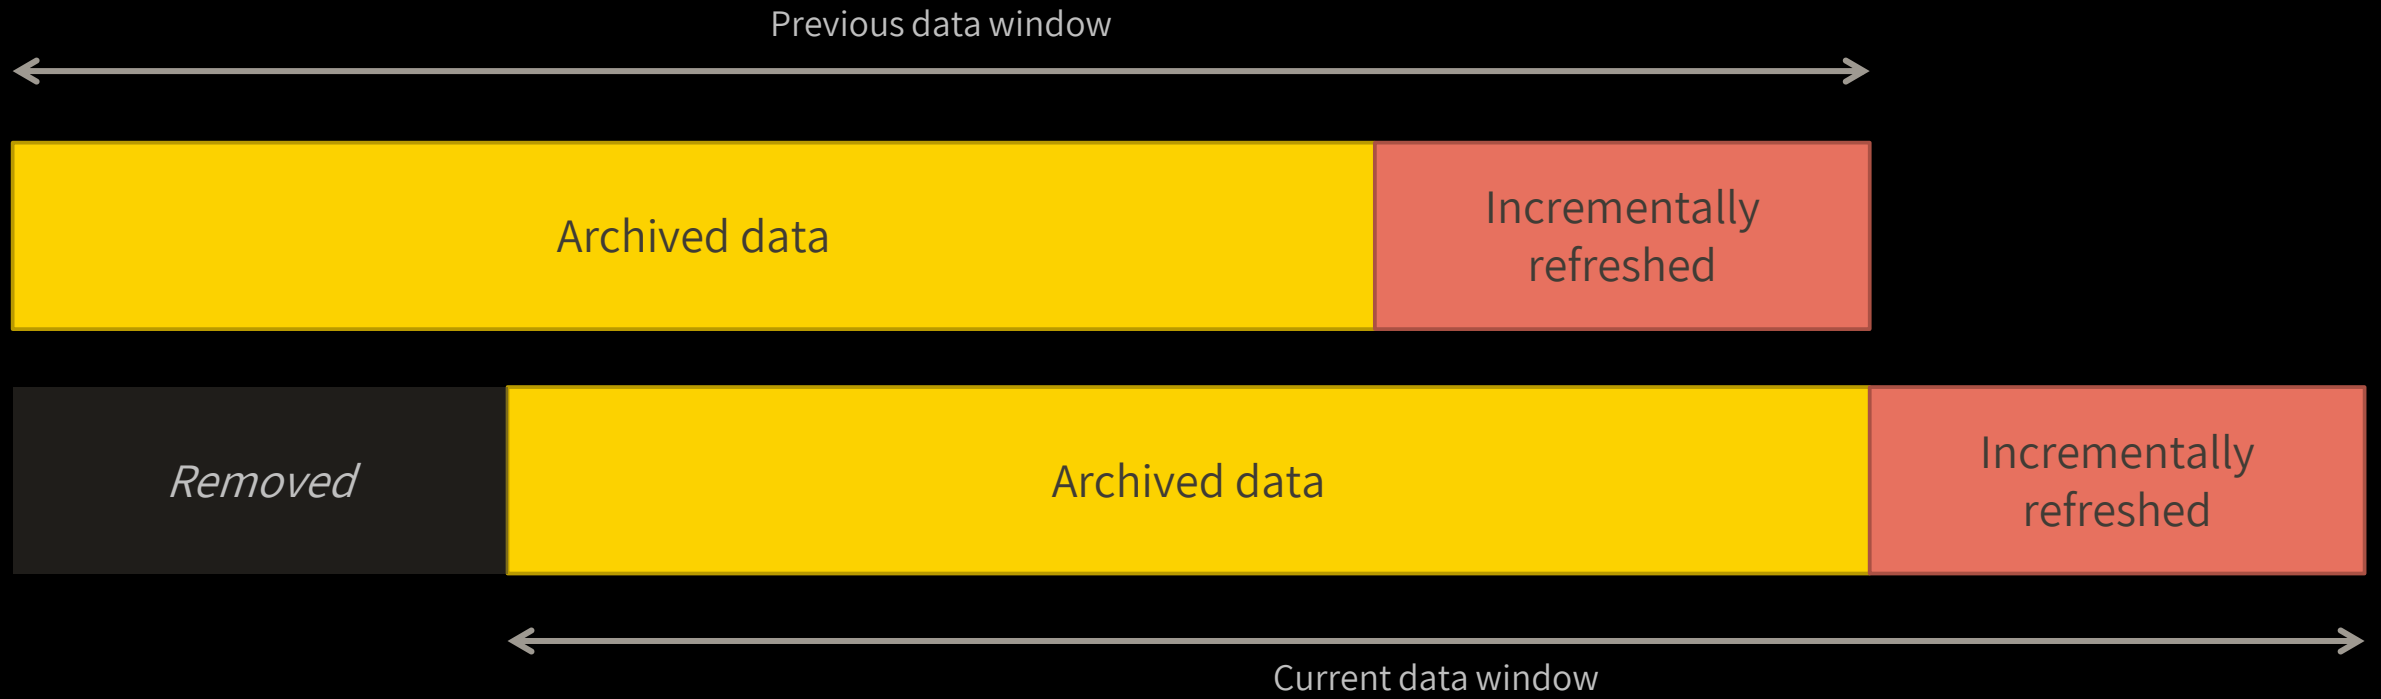 Previous data window
Archived data
Incrementally
refreshed
Removed
Archived data
Incrementally
refreshed
Current data window